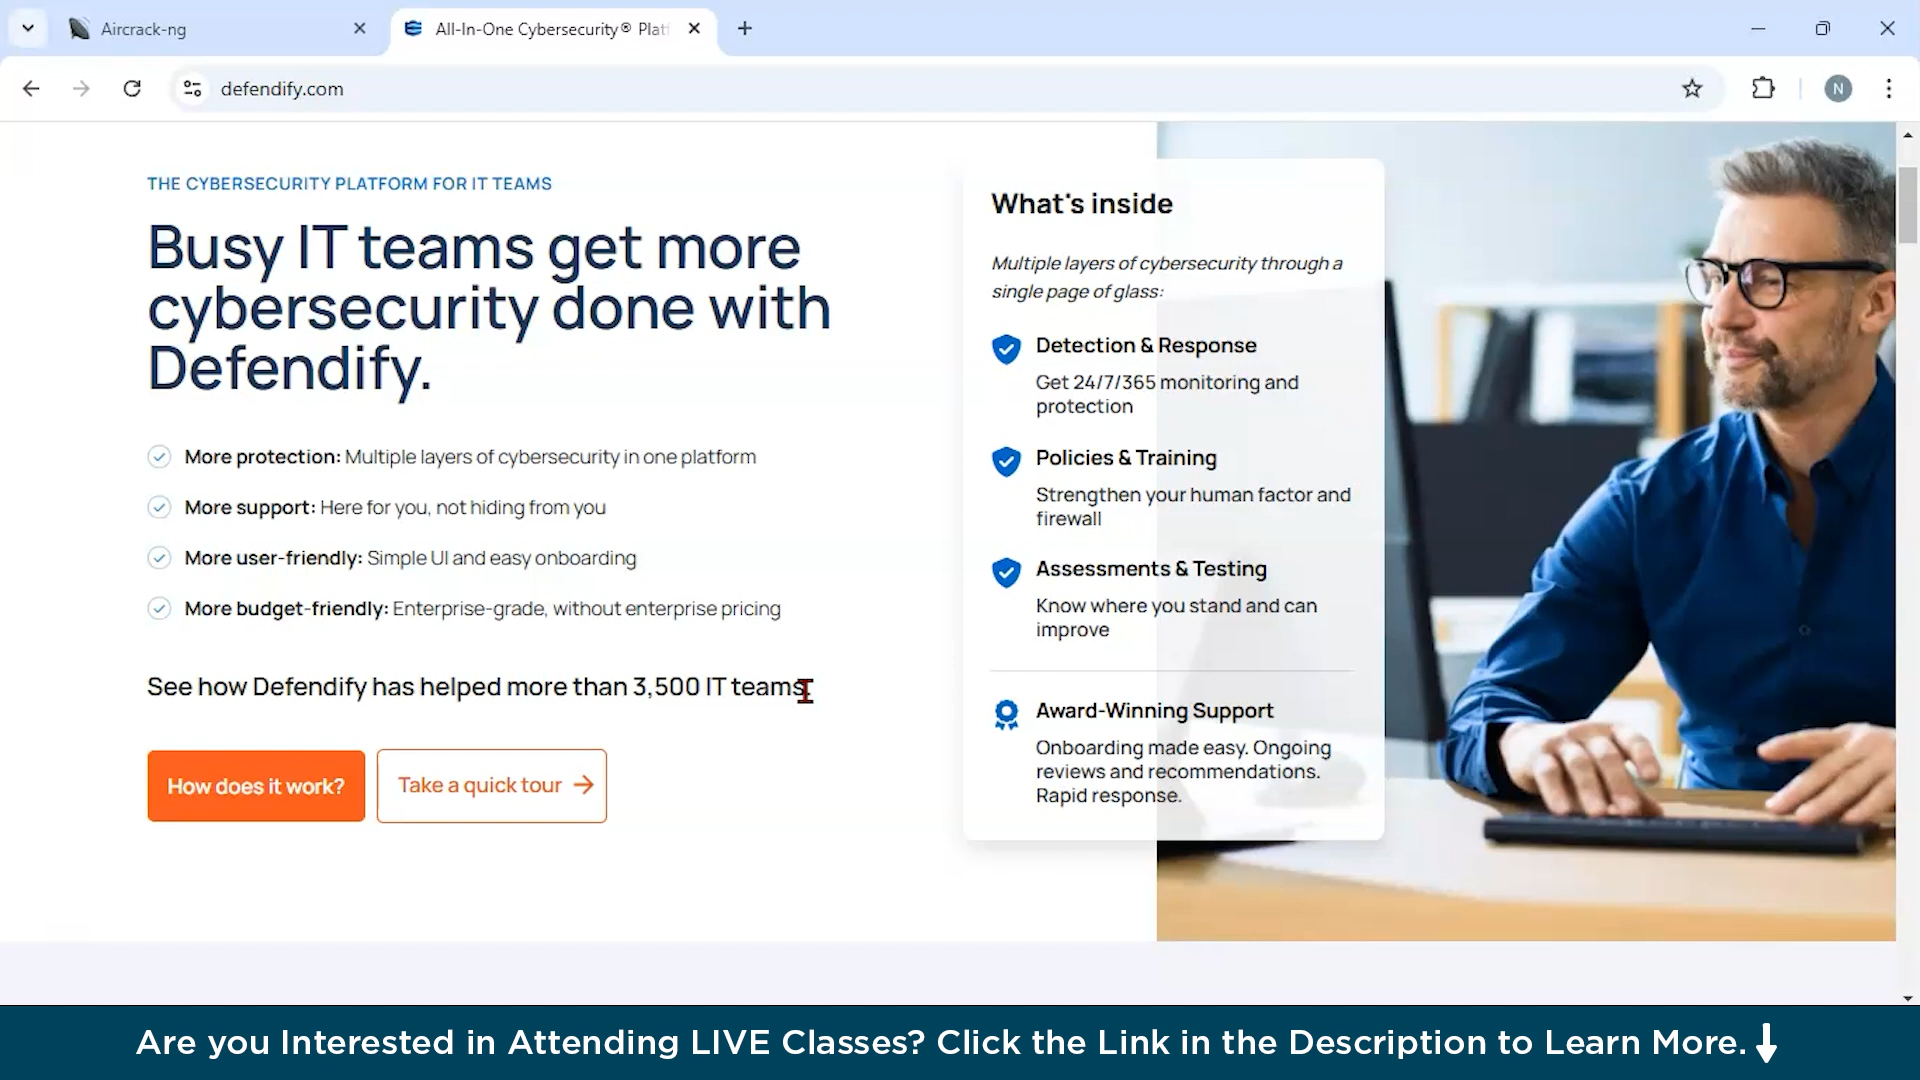 Aircrack-ng
All-In-One Cybersecurity® Plat
defendify.com
N
THE CYBERSECURITY PLATFORM FOR IT TEAMS
Busy IT teams get more
cybersecurity done with
Defendify.
More protection: Multiple layers of cybersecurity in one platform
More support: Here for you, not hiding from you
More user-friendly: Simple UI and easy onboarding
More budget-friendly: Enterprise-grade, without enterprise pricing
See how Defendify has helped more than 3,500 IT teams.
How does it work?
Take a quick tour →
What's inside
Multiple layers of cybersecurity through a
single page of glass:
Detection & Response
Get 24/7/365 monitoring and
protection
Policies & Training
Strengthen your human factor and
firewall
Assessments & Testing
Know where you stand and can
improve
Award-Winning Support
Onboarding made easy. Ongoing
reviews and recommendations.
Rapid response.
Are you Interested in Attending LIVE Classes? Click the Link in the Description to Learn More.